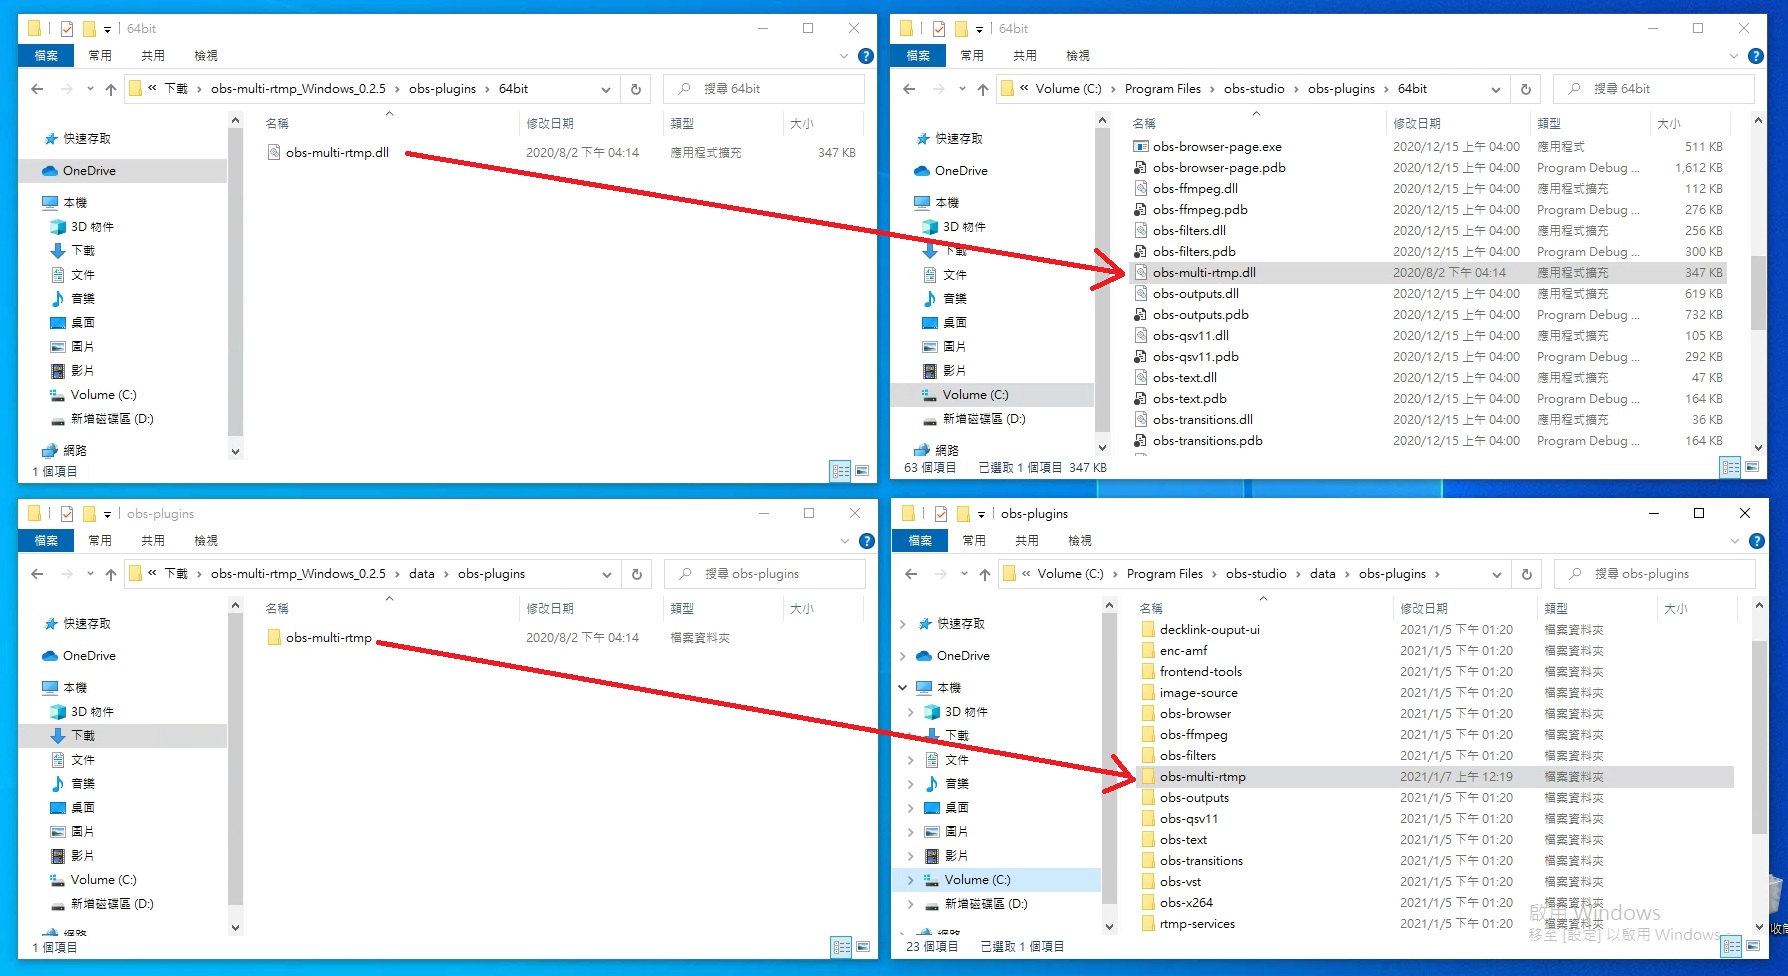 64bit
檔案 常用 共用 檢視
« 下載 › obs-multi-rtmp_Windows_0.2.5 › obs-plugins › 64bit
搜尋 64bit
快速存取
OneDrive
本機
3D 物件
下載
文件
音樂
桌面
圖片
影片
Volume (C:)
新增磁碟區 (D:)
網路
名稱 修改日期 類型 大小
obs-multi-rtmp.dll 2020/8/2 下午 04:14 應用程式擴充 347 KB
1 個項目
64bit
檔案 常用 共用 檢視
« Volume (C:) › Program Files › obs-studio › obs-plugins › 64bit
搜尋 64bit
快速存取
OneDrive
本機
3D 物件
下載
文件
音樂
桌面
圖片
影片
Volume (C:)
新增磁碟區 (D:)
網路
名稱 修改日期 類型 大小
obs-browser-page.exe 2020/12/15 上午 04:00 應用程式 511 KB
obs-browser-page.pdb 2020/12/15 上午 04:00 Program Debug ... 1,612 KB
obs-ffmpeg.dll 2020/12/15 上午 04:00 應用程式擴充 112 KB
obs-ffmpeg.pdb 2020/12/15 上午 04:00 Program Debug ... 276 KB
obs-filters.dll 2020/12/15 上午 04:00 應用程式擴充 256 KB
obs-filters.pdb 2020/12/15 上午 04:00 Program Debug ... 300 KB
obs-multi-rtmp.dll 2020/8/2 下午 04:14 應用程式擴充 347 KB
obs-outputs.dll 2020/12/15 上午 04:00 應用程式擴充 619 KB
obs-outputs.pdb 2020/12/15 上午 04:00 Program Debug ... 732 KB
obs-qsv11.dll 2020/12/15 上午 04:00 應用程式擴充 105 KB
obs-qsv11.pdb 2020/12/15 上午 04:00 Program Debug ... 292 KB
obs-text.dll 2020/12/15 上午 04:00 應用程式擴充 47 KB
obs-text.pdb 2020/12/15 上午 04:00 Program Debug ... 164 KB
obs-transitions.dll 2020/12/15 上午 04:00 應用程式擴充 36 KB
obs-transitions.pdb 2020/12/15 上午 04:00 Program Debug ... 164 KB
63 個項目 已選取 1 個項目 347 KB
obs-plugins
檔案 常用 共用 檢視
« 下載 › obs-multi-rtmp_Windows_0.2.5 › data › obs-plugins
搜尋 obs-plugins
快速存取
OneDrive
本機
3D 物件
下載
文件
音樂
桌面
圖片
影片
Volume (C:)
新增磁碟區 (D:)
網路
名稱 修改日期 類型 大小
obs-multi-rtmp 2020/8/2 下午 04:14 檔案資料夾
1 個項目
obs-plugins
檔案 常用 共用 檢視
« Volume (C:) › Program Files › obs-studio › data › obs-plugins ›
搜尋 obs-plugins
快速存取
OneDrive
本機
3D 物件
下載
文件
音樂
桌面
圖片
影片
Volume (C:)
新增磁碟區 (D:)
網路
名稱 修改日期 類型 大小
decklink-ouput-ui 2021/1/5 下午 01:20 檔案資料夾
enc-amf 2021/1/5 下午 01:20 檔案資料夾
frontend-tools 2021/1/5 下午 01:20 檔案資料夾
image-source 2021/1/5 下午 01:20 檔案資料夾
obs-browser 2021/1/5 下午 01:20 檔案資料夾
obs-ffmpeg 2021/1/5 下午 01:20 檔案資料夾
obs-filters 2021/1/5 下午 01:20 檔案資料夾
obs-multi-rtmp 2021/1/7 上午 12:19 檔案資料夾
obs-outputs 2021/1/5 下午 01:20 檔案資料夾
obs-qsv11 2021/1/5 下午 01:20 檔案資料夾
obs-text 2021/1/5 下午 01:20 檔案資料夾
obs-transitions 2021/1/5 下午 01:20 檔案資料夾
obs-vst 2021/1/5 下午 01:20 檔案資料夾
obs-x264 2021/1/5 下午 01:20 檔案資料夾
rtmp-services 2021/1/5 下午 01:20 檔案資料夾
23 個項目 已選取 1 個項目
啟用 Windows
移至 [設定] 以啟用 Windows。